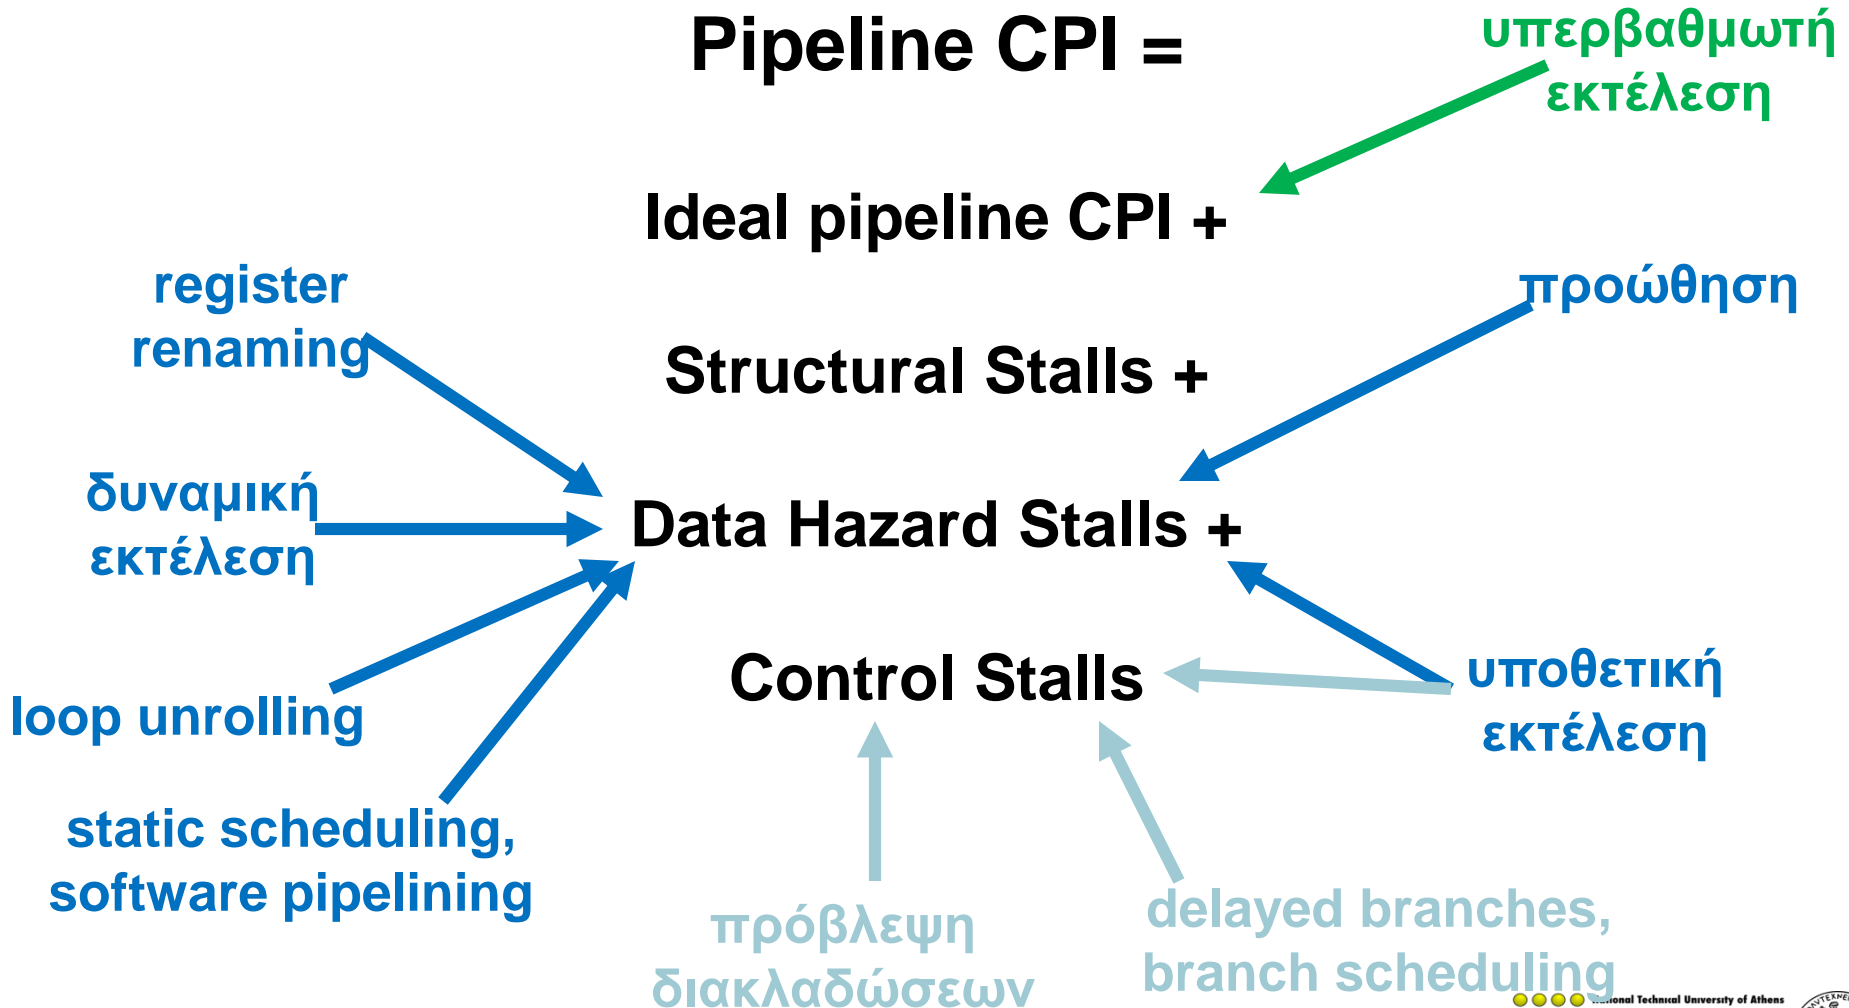 Pipeline CPI =
υπερβαθμωτή
εκτέλεση
Ideal pipeline CPI +
register
renaming
προώθηση
Structural Stalls +
δυναμική
εκτέλεση
Data Hazard Stalls +
Control Stalls
υποθετική
εκτέλεση
loop unrolling
static scheduling,
software pipelining
πρόβλεψη
διακλαδώσεων
delayed branches,
branch scheduling
National Technical University of Athens